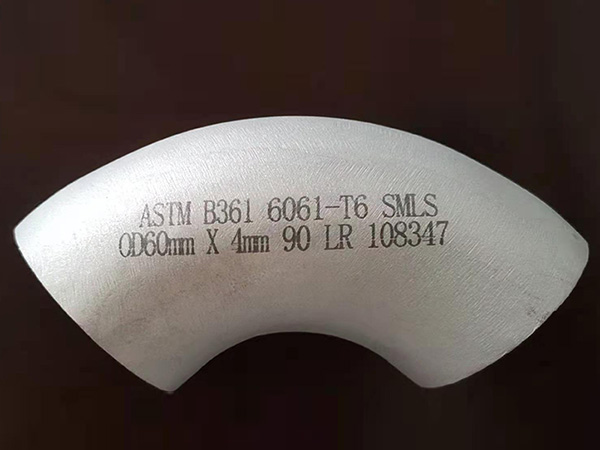 ASTM B361 6061-T6 SMLS
OD60mm X 4mm 90 LR 108347